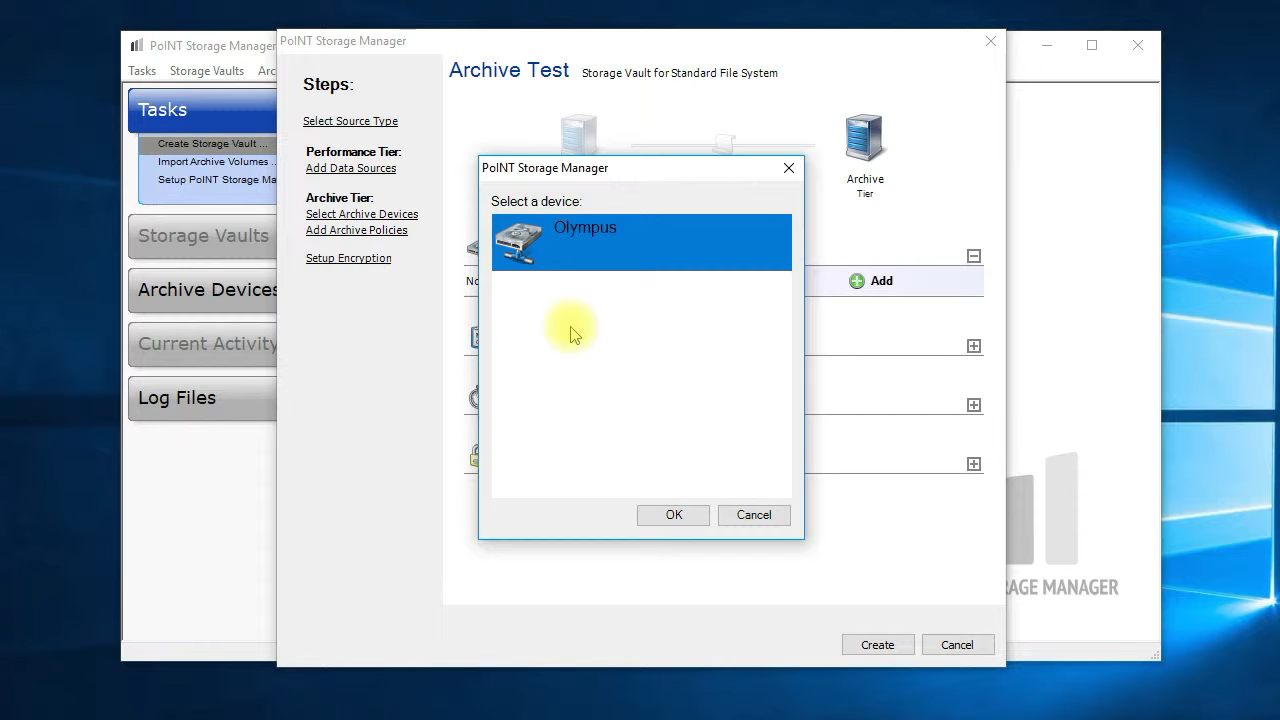 PoINT Storage Manager
Tasks Storage Vaults Arc
Tasks
Create Storage Vault ...
Import Archive Volumes ..
Setup PoINT Storage Ma
Storage Vaults
Archive Devices
Current Activity
Log Files
PoINT Storage Manager
Steps:
Select Source Type
Performance Tier:
Add Data Sources
Archive Tier:
Select Archive Devices
Add Archive Policies
Setup Encryption
Archive Test Storage Vault for Standard File System
Archive
Tier
No
Add
PoINT Storage Manager
Select a device:
Olympus
OK Cancel
Create Cancel
RAGE MANAGER